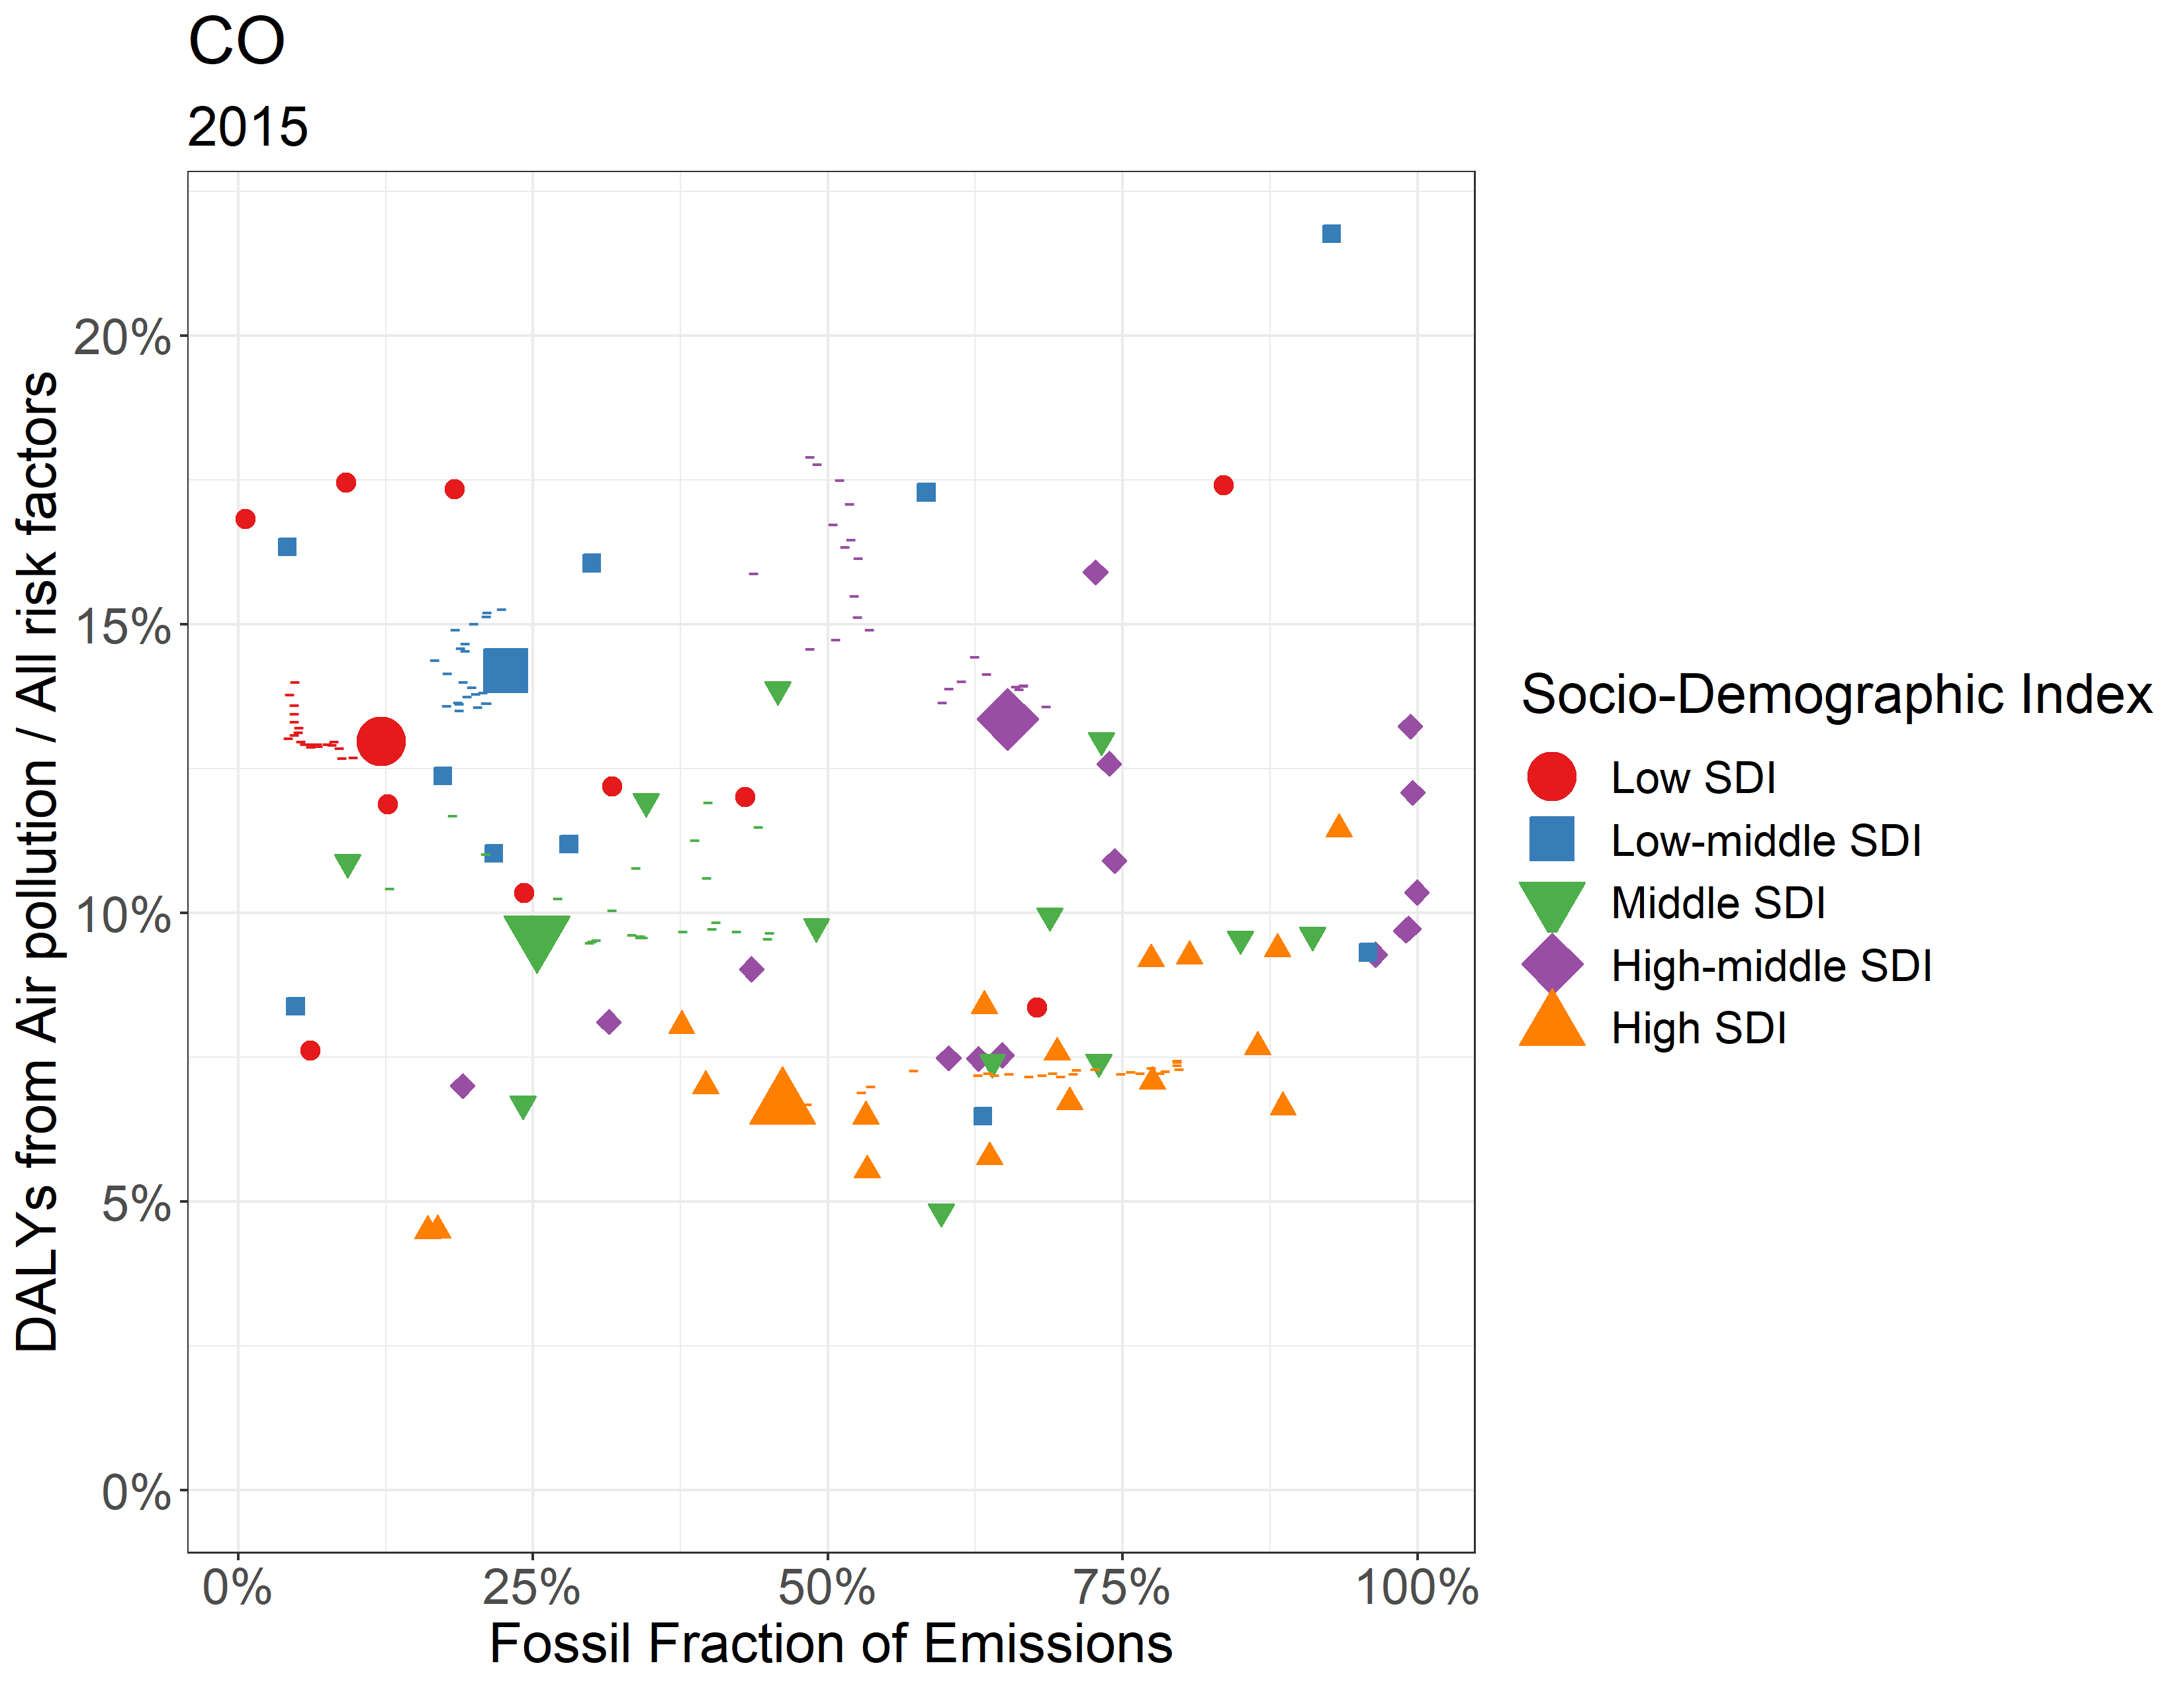 CO
2015
DALYs from Air pollution / All risk factors
20%
15%
10%
5%
0%
0%
25%
50%
75%
100%
Fossil Fraction of Emissions
Socio-Demographic Index
Low SDI
Low-middle SDI
Middle SDI
High-middle SDI
High SDI